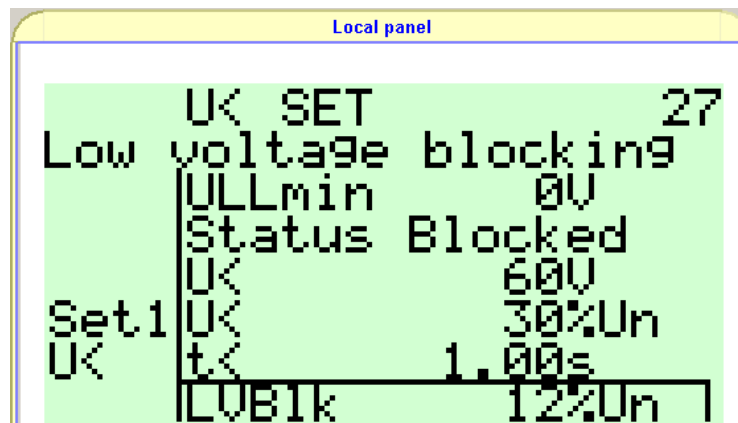 Local panel
U< SET 27
Low voltage blocking
ULLmin 0V
Status Blocked
U< 60V
Set1 U< 30%Un
U< t< 1.00s
LVBlk 12%Un